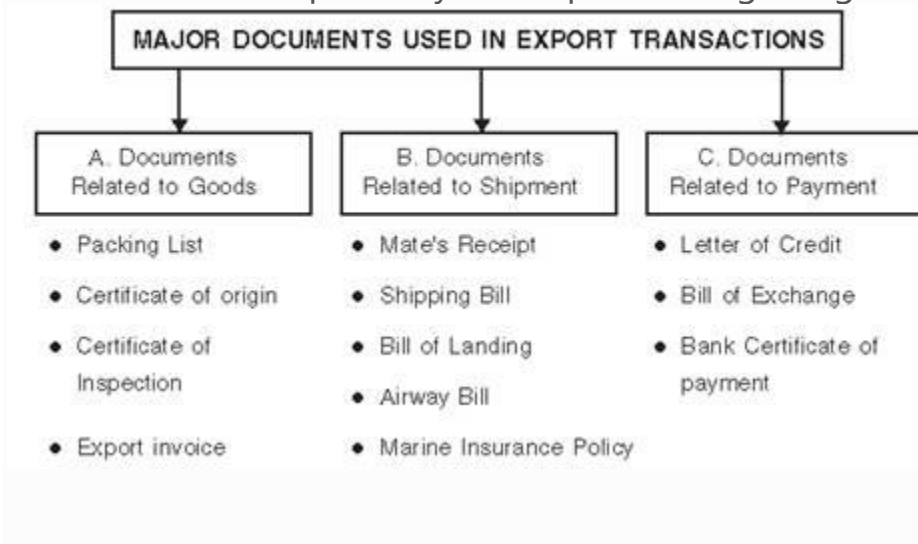 MAJOR DOCUMENTS USED IN EXPORT TRANSACTIONS
A. Documents
Related to Goods
● Packing List
● Certificate of origin
● Certificate of
Inspection
● Export invoice
B. Documents
Related to Shipment
● Mate's Receipt
● Shipping Bill
● Bill of Landing
● Airway Bill
● Marine Insurance Policy
C. Documents
Related to Payment
● Letter of Credit
● Bill of Exchange
● Bank Certificate of
payment